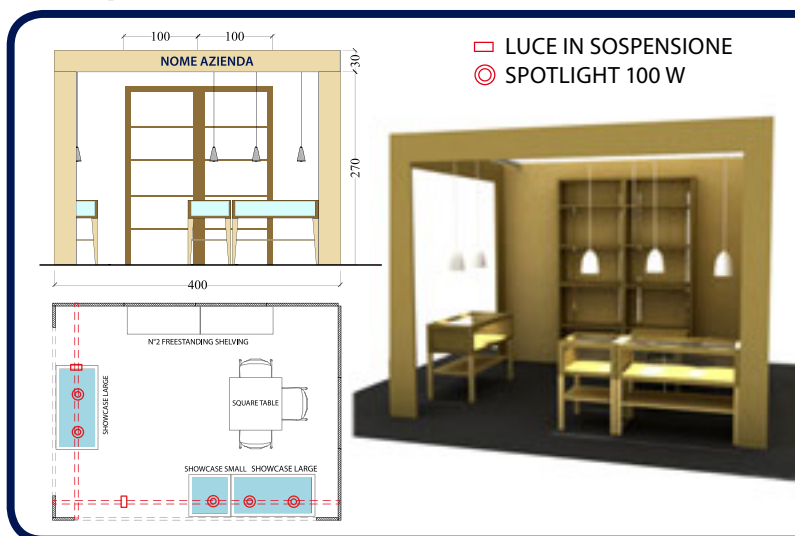 100
100
NOME AZIENDA
30
270
400
LUCE IN SOSPENSIONE
SPOTLIGHT 100 W
N°2 FREESTANDING SHELVING
SHOWCASE LARGE
SQUARE TABLE
SHOWCASE SMALL
SHOWCASE LARGE